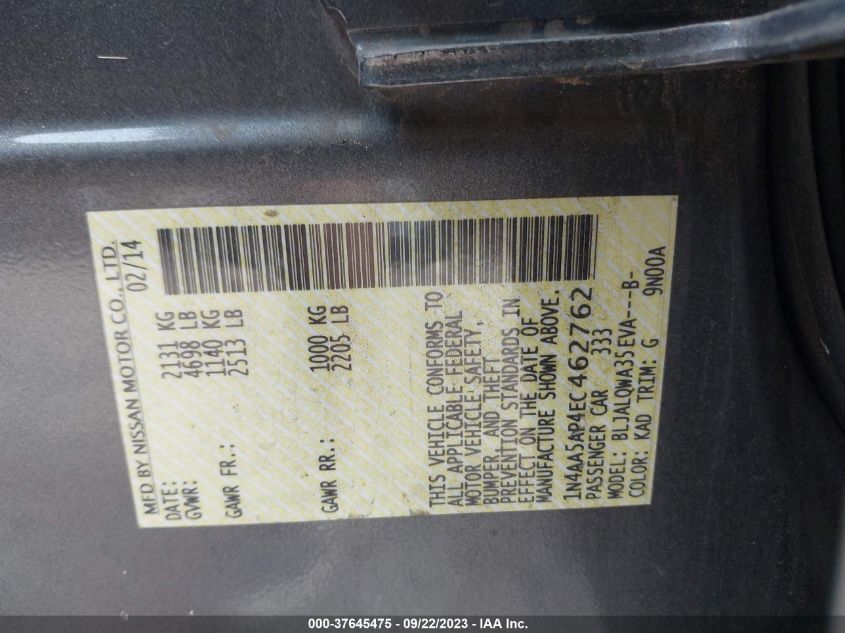 MFD BY NISSAN MOTOR CO., LTD.
DATE: 02/14
GVWR: 2131 KG
4698 LB
GAWR FR.: 1140 KG
2513 LB
GAWR RR.: 1000 KG
2205 LB
THIS VEHICLE CONFORMS TO
ALL APPLICABLE FEDERAL
MOTOR VEHICLE SAFETY,
BUMPER, AND THEFT
PREVENTION STANDARDS IN
EFFECT ON THE DATE OF
MANUFACTURE SHOWN ABOVE.
1N4AA5AP4EC462762
PASSENGER CAR 333
MODEL: BLJALQWA35EVA---B-
COLOR: KAD TRIM: G 9N00A
000-37645475 - 09/22/2023 - IAA Inc.